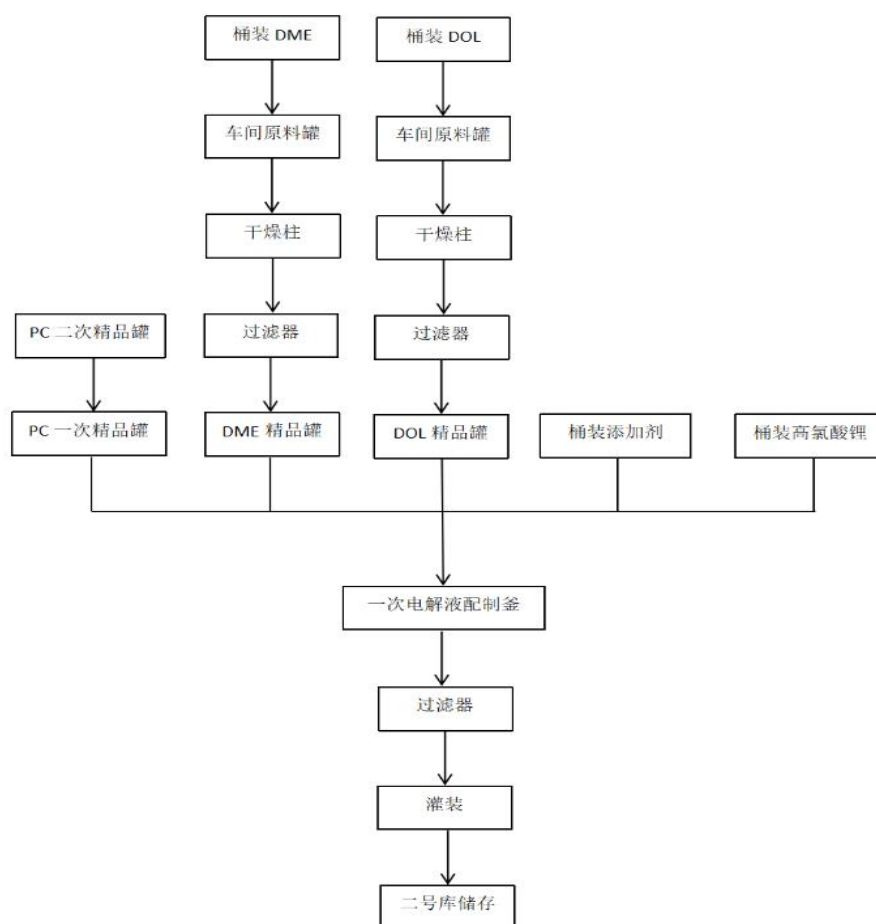 桶装 DME
桶装 DOL
车间原料罐
车间原料罐
干燥柱
干燥柱
PC 二次精品罐
过滤器
过滤器
PC 一次精品罐
DME 精品罐
DOL 精品罐
桶装添加剂
桶装高氯酸锂
一次电解液配制釜
过滤器
灌装
二号库储存